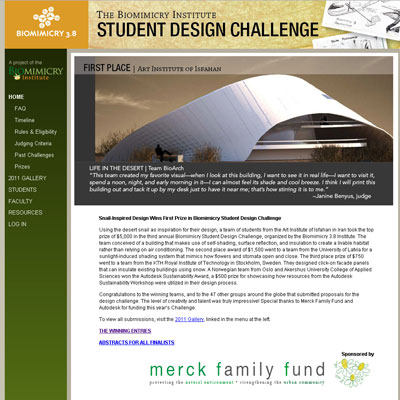 THE BIOMIMICRY INSTITUTE
BIOMIMICRY 3.8
STUDENT DESIGN CHALLENGE
A project of the
BIOMIMICRY
Institute
HOME
FAQ
Timeline
Rules & Eligibility
Judging Criteria
Past Challenges
Prizes
2011 GALLERY
STUDENTS
FACULTY
RESOURCES
LOG IN
FIRST PLACE | ART INSTITUTE OF ISFAHAN
LIFE IN THE DESERT | Team BioArch
"This team created my favorite visual—when I look at this building, I want to see it in real life—I want to visit it,
spend a noon, night, and early morning in it—I can almost feel its shade and cool breeze. I think I will print this
building out and tack it up by my desk just to have it near me; that's how stirring it is to me."
--Janine Benyus, judge
Snail-Inspired Design Wins First Prize in Biomimicry Student Design Challenge
Using the desert snail as inspiration for their design, a team of students from the Art Institute of Isfahan in Iran took the top
prize of $5,000 in the third annual Biomimicry Student Design Challenge, organized by the Biomimicry 3.8 Institute. The
team conceived of a building that makes use of self-shading, surface reflection, and insulation to create a livable habitat
rather than relying on air conditioning. The second place award of $1,500 went to a team from the University of Latvia for a
sunlight-induced shading system that mimics how flowers and stomata open and close. The third place prize of $750
went to a team from the KTH Royal Institute of Technology in Stockholm, Sweden. They designed click-on facade panels
that can insulate existing buildings using snow. A Norwegian team from Oslo and Akershus University College of Applied
Sciences won the Autodesk Sustainability Award, a $500 prize for showcasing how resources from the Autodesk
Sustainability Workshop were utilized in their design process.
Congratulations to the winning teams, and to the 47 other groups around the globe that submitted proposals for the
design challenge. The level of creativity and talent was truly impressive! Special thanks to Merck Family Fund and
Autodesk for funding this year's Challenge.
To view all submissions, visit the 2011 Gallery, linked in the menu at the left.
THE WINNING ENTRIES
ABSTRACTS FOR ALL FINALISTS
Sponsored by
merck family fund
protecting the natural environment * strengthening the urban community